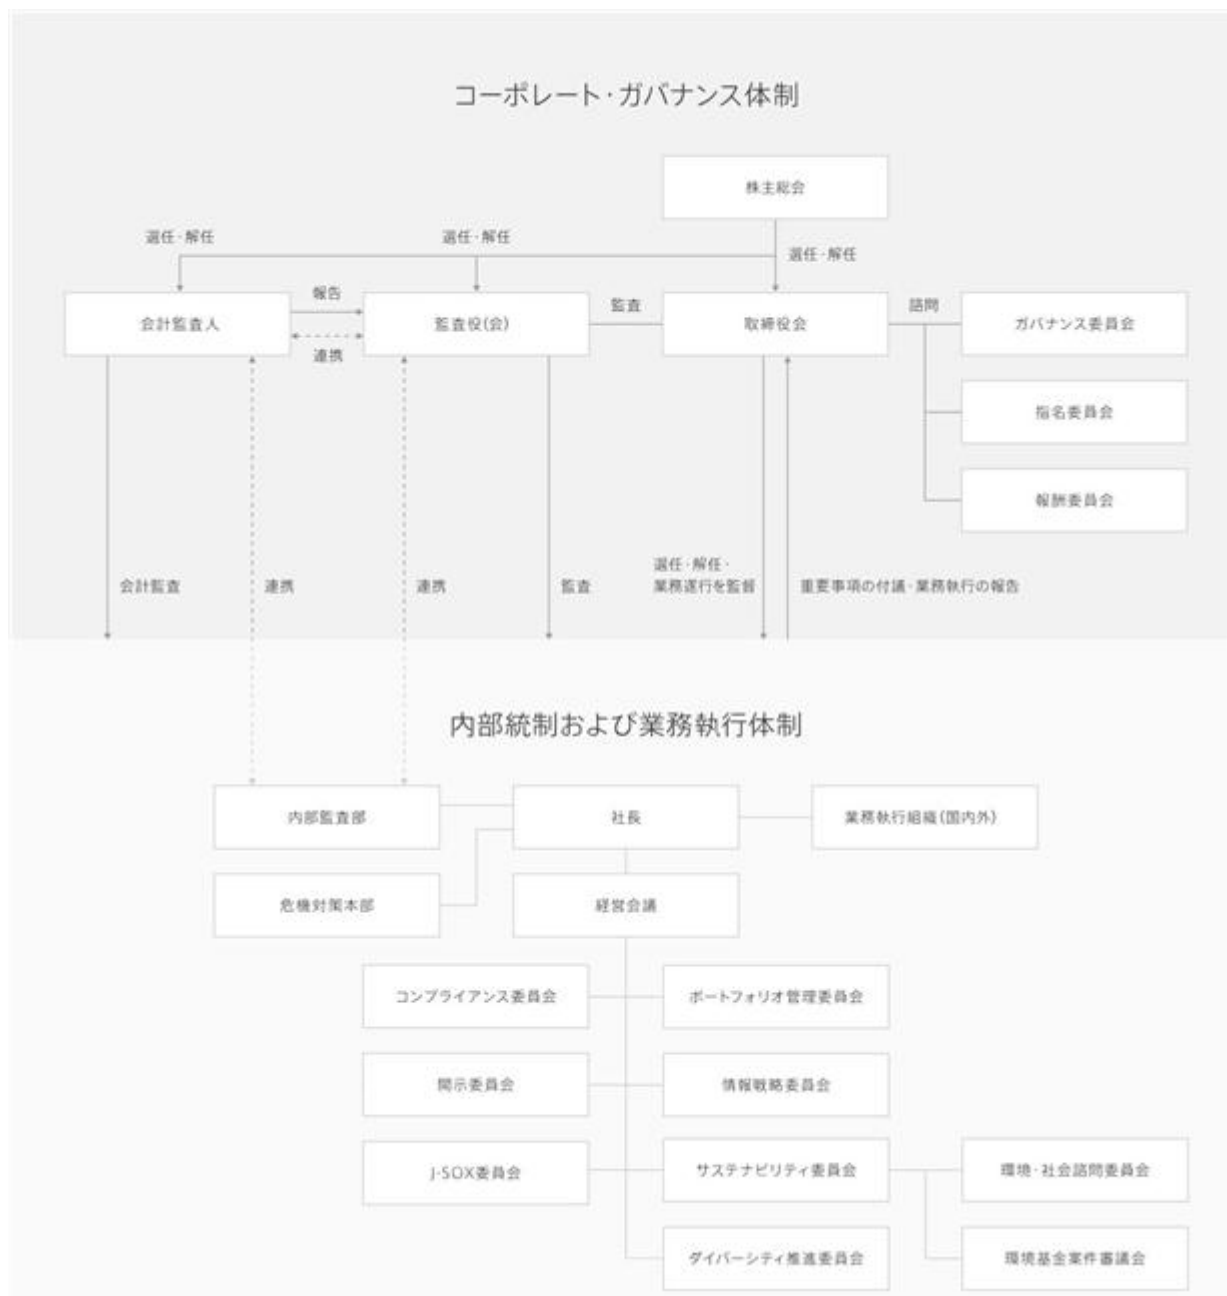 コーポレート・ガバナンス体制
株主総会
選任・解任
選任・解任
選任・解任
会計監査人
報告
連携
監査役(会)
監査
取締役会
諮問
ガバナンス委員会
指名委員会
報酬委員会
会計監査
連携
連携
監査
選任・解任・
業務遂行を監督
重要事項の付議・業務執行の報告
内部統制および業務執行体制
内部監査部
社長
業務執行組織(国内外)
危機対策本部
経営会議
コンプライアンス委員会
ポートフォリオ管理委員会
開示委員会
情報戦略委員会
J-SOX委員会
サステナビリティ委員会
環境・社会諮問委員会
ダイバーシティ推進委員会
環境基金案件審議会